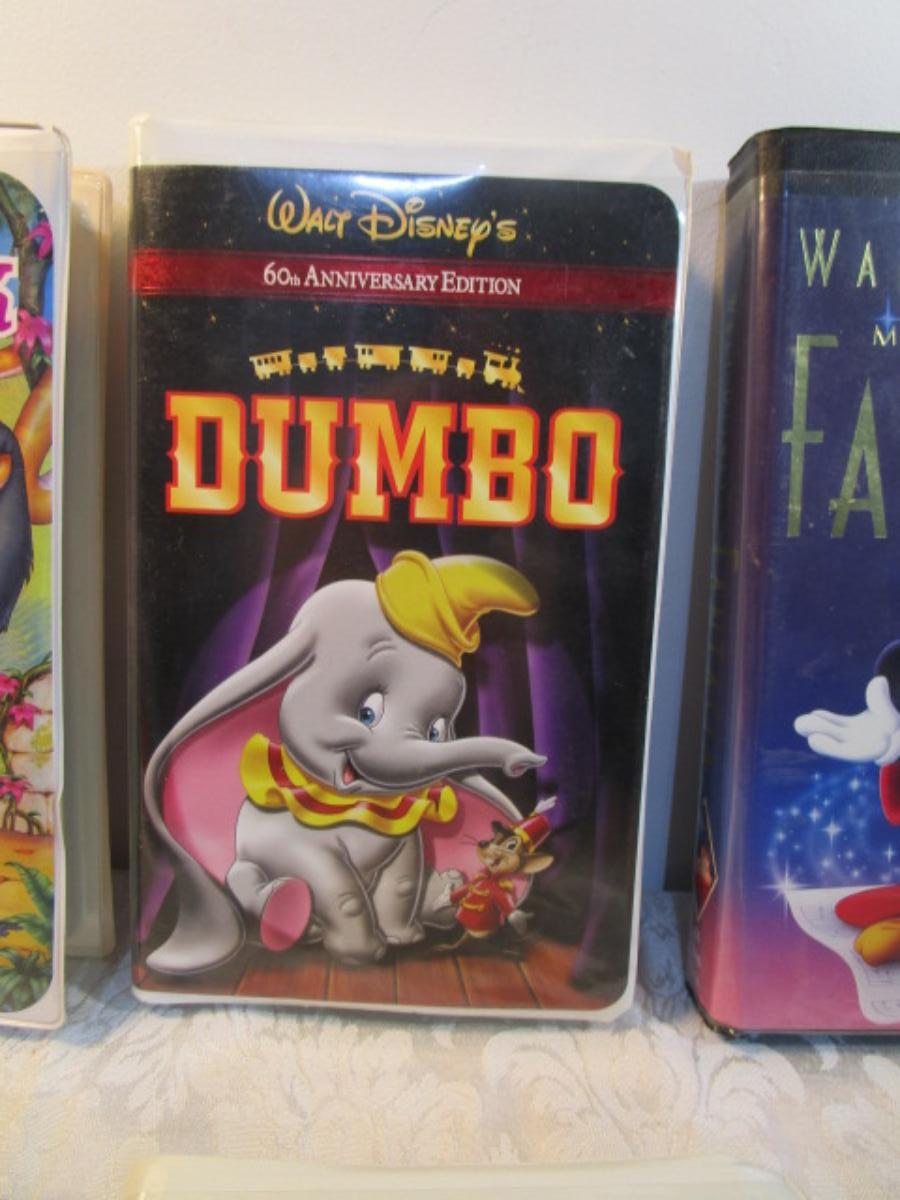 WALT DISNEY'S
60th ANNIVERSARY EDITION
DUMBO
WA
M
FA